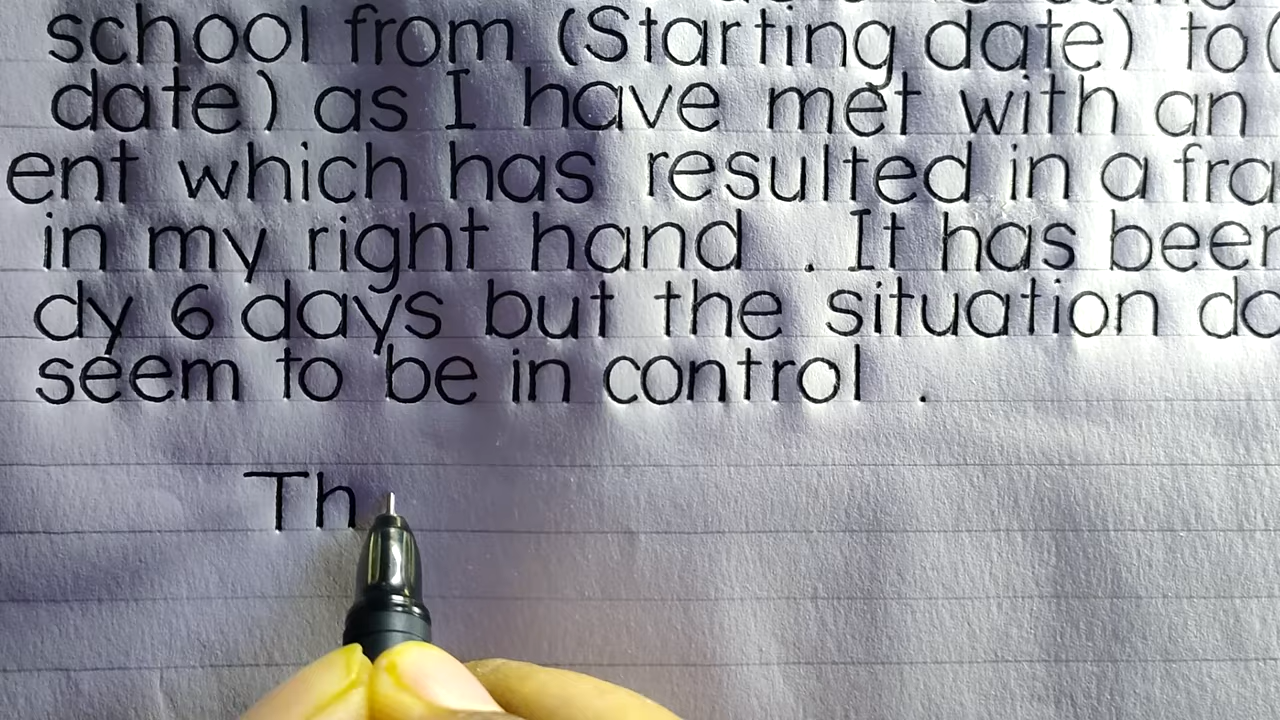 school from (Starting date) to (
date) as I have met with an
ent which has resulted in a fra
in my right hand . It has been
dy 6 days but the situation do
seem to be in control .
Th